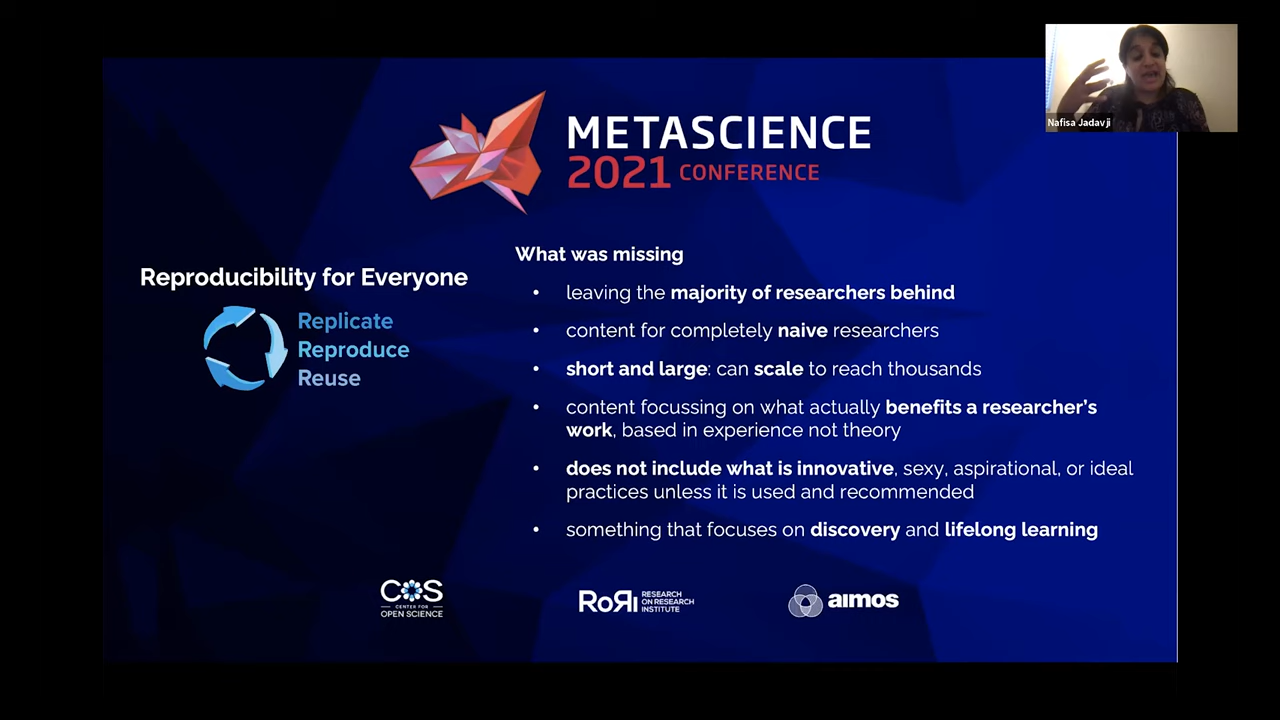 Nafisa Jadavji
METASCIENCE
2021 CONFERENCE
Reproducibility for Everyone
Replicate
Reproduce
Reuse
What was missing
• leaving the majority of researchers behind
• content for completely naive researchers
• short and large: can scale to reach thousands
• content focussing on what actually benefits a researcher's
work, based in experience not theory
• does not include what is innovative, sexy, aspirational, or ideal
practices unless it is used and recommended
• something that focuses on discovery and lifelong learning
COS
CENTER FOR
OPEN SCIENCE
RoRI
RESEARCH
ON RESEARCH
INSTITUTE
aimos